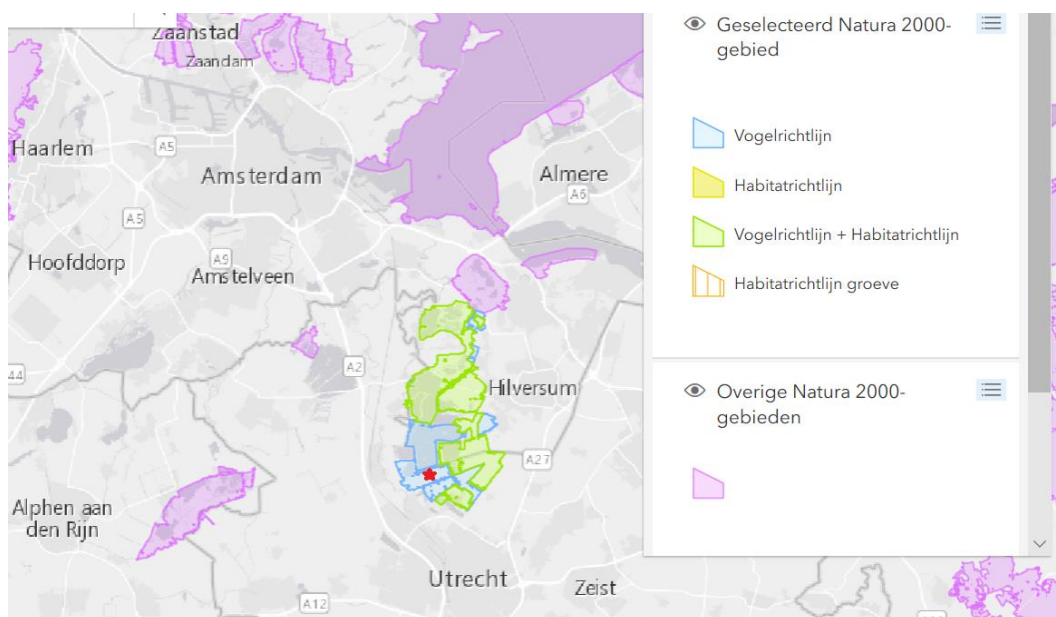 Zaanstad
Zaandam
Haarlem
A5
Amsterdam
Almere
A6
A5
Hoofddorp
A9
Amstelveen
A2
44
Hilversum
A27
Alphen aan
den Rijn
Utrecht
Zeist
A12
Geselecteerd Natura 2000-
gebied
Vogelrichtlijn
Habitatrichtlijn
Vogelrichtlijn + Habitatrichtlijn
Habitatrichtlijn groeve
Overige Natura 2000-
gebieden